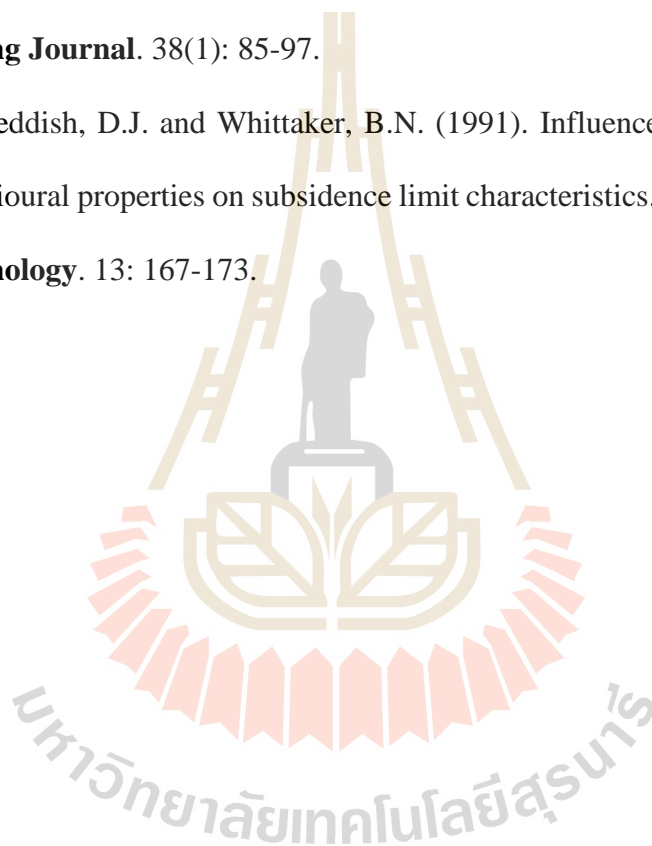 ng Journal. 38(1): 85-97.
eddish, D.J. and Whittaker, B.N. (1991). Influence
ioural properties on subsidence limit characteristics.
nology. 13: 167-173.
มหาวิทยาลัยเทคโนโลยีสุรนารี